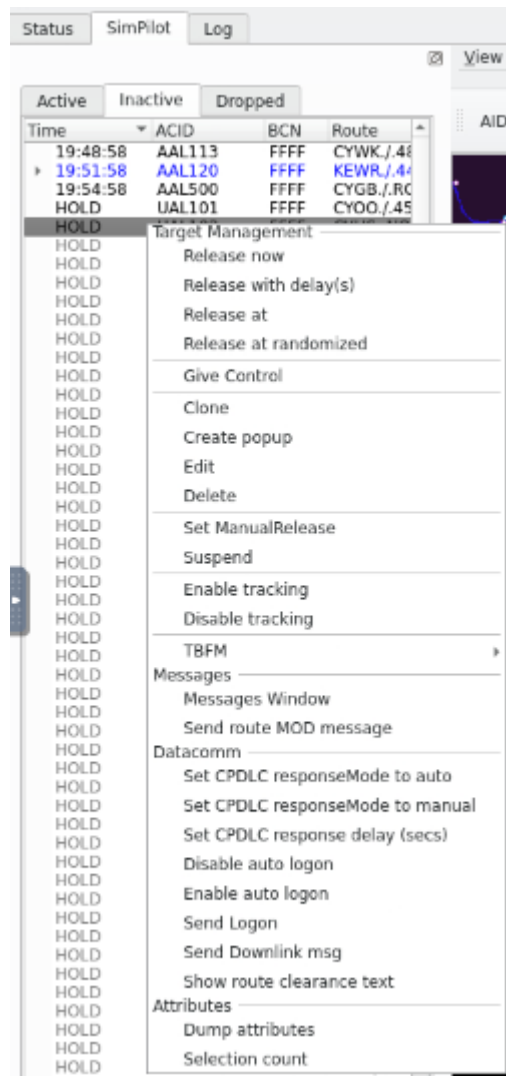 Status SimPilot Log
View
Active Inactive Dropped
AID
Time ACID BCN Route
19:48:58 AAL113 FFFF CYWK./.48
19:51:58 AAL120 FFFF KEWR./.44
19:54:58 AAL500 FFFF CYGB./.RC
HOLD UAL101 FFFF CYOO./.45
HOLD
Target Management
HOLD
Release now
HOLD
HOLD
Release with delay(s)
HOLD
HOLD
Release at
HOLD
Release at randomized
HOLD
HOLD
Give Control
HOLD
HOLD
Clone
HOLD
Create popup
HOLD
HOLD
Edit
HOLD
Delete
HOLD
HOLD
Set ManualRelease
HOLD
HOLD
Suspend
HOLD
HOLD
Enable tracking
HOLD
Disable tracking
HOLD
HOLD
TBFM
HOLD
Messages
HOLD
Messages Window
HOLD
HOLD
Send route MOD message
HOLD
Datacomm
HOLD
Set CPDLC responseMode to auto
HOLD
HOLD
Set CPDLC responseMode to manual
HOLD
Set CPDLC response delay (secs)
HOLD
HOLD
Disable auto logon
HOLD
Enable auto logon
HOLD
HOLD
Send Logon
HOLD
Send Downlink msg
HOLD
HOLD
Show route clearance text
HOLD
Attributes
HOLD
Dump attributes
HOLD
HOLD
Selection count
HOLD